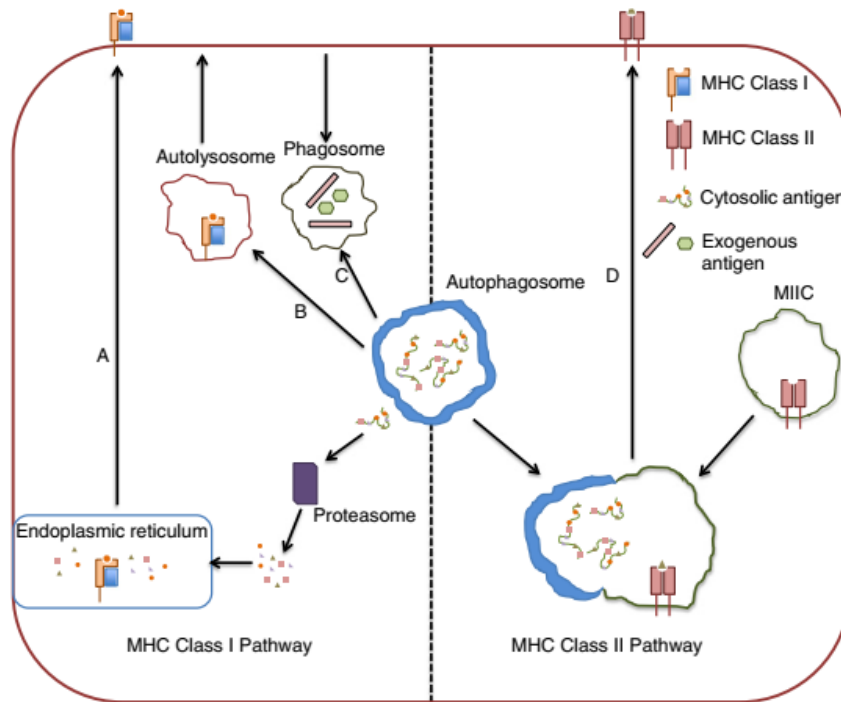 MHC Class I
MHC Class II
Cytosolic antigen
Exogenous
antigen
Autolysosome
Phagosome
Autophagosome
MIIC
A
B
C
D
Proteasome
Endoplasmic reticulum
MHC Class I Pathway
MHC Class II Pathway